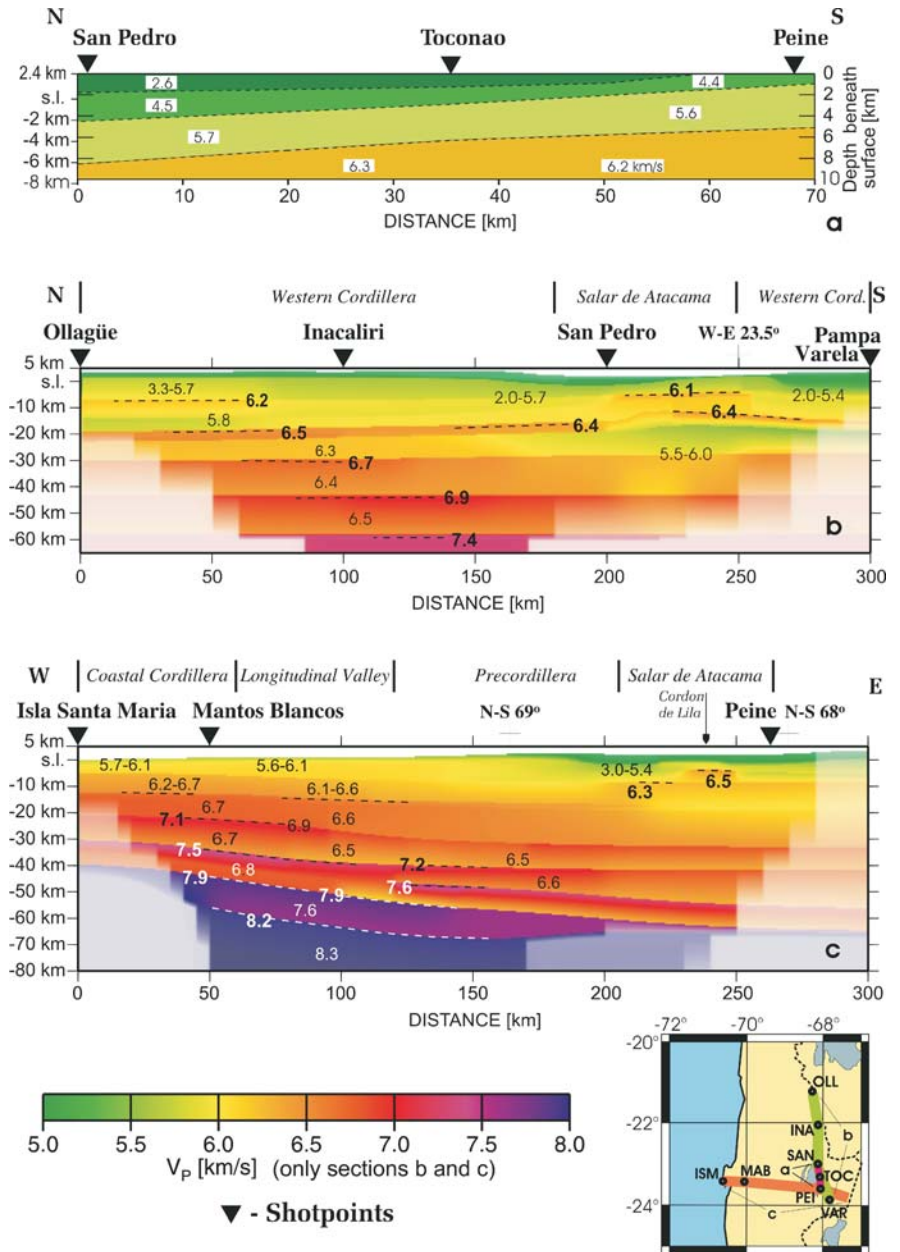 N S
San Pedro Toconao Peine
2.4 km 2.6 4.4 0
s.l. 4.5 2
-2 km 5.6 4
-4 km 5.7 6
-6 km 6.3 6.2 km/s 8
-8 km 10
Depth beneath
surface [km]
0 10 20 30 40 50 60 70
DISTANCE [km]
a
N Western Cordillera Salar de Atacama Western Cord. S
Ollagüe Inacaliri San Pedro W-E 23.5° Pampa
Varela
5 km
s.l. 3.3-5.7 2.0-5.7 6.1 2.0-5.4
-10 km 6.2 6.4
5.8
-20 km 6.5 6.4
6.3 5.5-6.0
-30 km 6.7
-40 km 6.4
6.9
-50 km 6.5
-60 km 7.4
b
0 50 100 150 200 250 300
DISTANCE [km]
W Coastal Cordillera Longitudinal Valley Precordillera Salar de Atacama E
Cordon
de Lila
Isla Santa Maria Mantos Blancos N-S 69° Peine N-S 68°
5 km
s.l. 5.7-6.1 5.6-6.1 3.0-5.4
-10 km 6.2-6.7 6.1-6.6 6.3 6.5
-20 km 6.7 6.6
7.1 6.9
-30 km 6.7 6.5
7.5
-40 km 6.8 7.2 6.5
7.9 7.9 7.6 6.6
-50 km
-60 km 8.2 7.6
-70 km 8.3
-80 km
c
0 50 100 150 200 250 300
DISTANCE [km]
5.0 5.5 6.0 6.5 7.0 7.5 8.0
VP [km/s] (only sections b and c)
▼ - Shotpoints
-72° -70° -68°
-20°
OLL
-22° INA b
SAN
a TOC
ISM MAB
PEI
c VAR
-24°